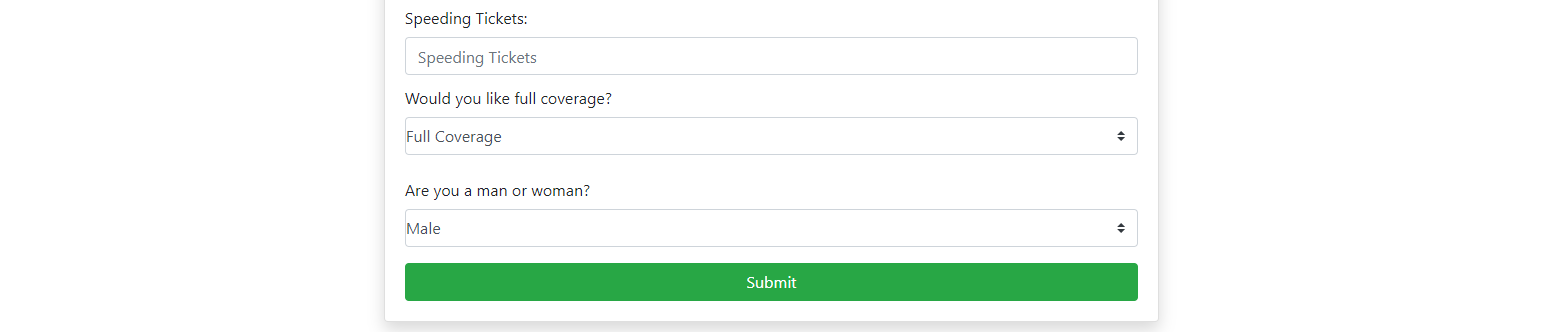 Speeding Tickets:
Speeding Tickets
Would you like full coverage?
Full Coverage
Are you a man or woman?
Male
Submit